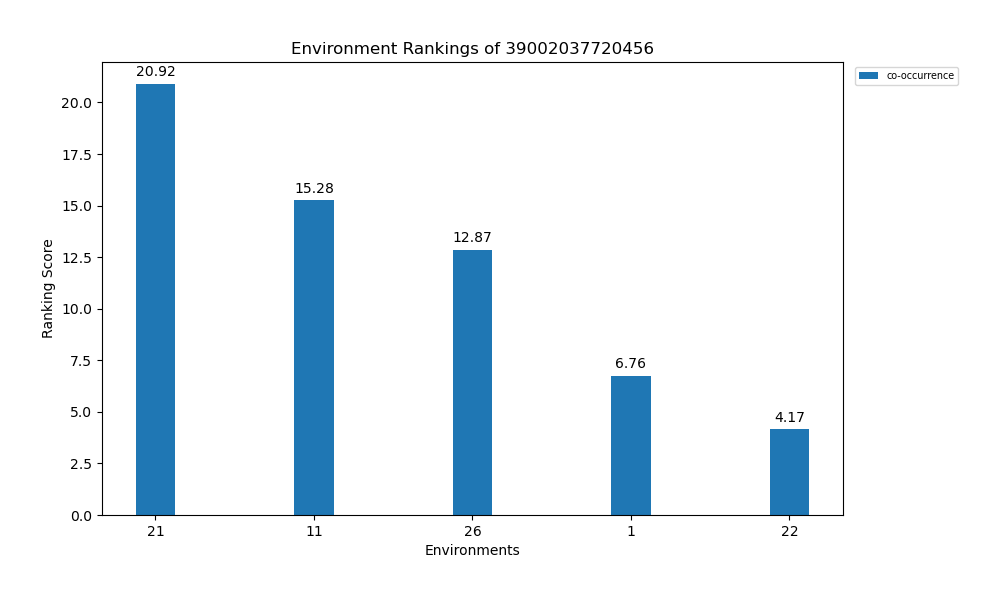 Environment Rankings of 39002037720456
co-occurrence
20.92
15.28
12.87
6.76
4.17
Ranking Score
20.0
17.5
15.0
12.5
10.0
7.5
5.0
2.5
0.0
21 11 26 1 22
Environments